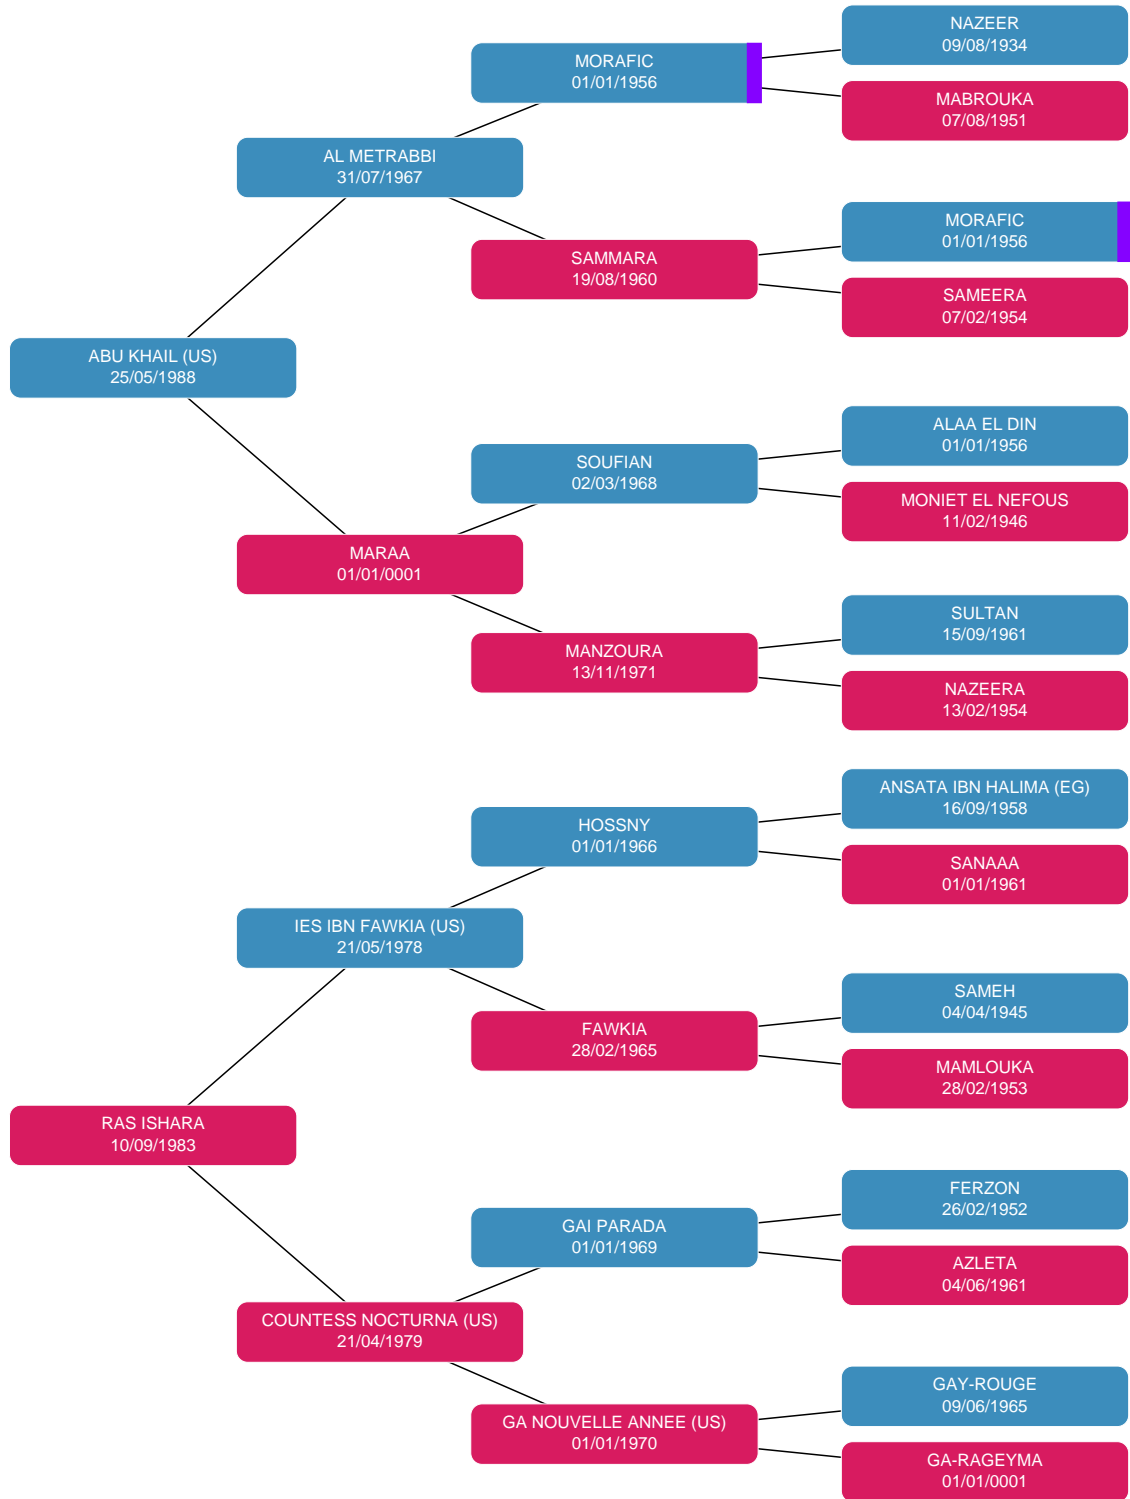 NAZEER
09/08/1934
MORAFIC
01/01/1956
MABROUKA
07/08/1951
AL METRABBI
31/07/1967
MORAFIC
01/01/1956
SAMMARA
19/08/1960
SAMEERA
07/02/1954
ABU KHAIL (US)
25/05/1988
ALAA EL DIN
01/01/1956
SOUFIAN
02/03/1968
MONIET EL NEFOUS
11/02/1946
MARAA
01/01/0001
SULTAN
15/09/1961
MANZOURA
13/11/1971
NAZEERA
13/02/1954
ANSATA IBN HALIMA (EG)
16/09/1958
HOSSNY
01/01/1966
SANAAA
01/01/1961
IES IBN FAWKIA (US)
21/05/1978
SAMEH
04/04/1945
FAWKIA
28/02/1965
MAMLOUKA
28/02/1953
RAS ISHARA
10/09/1983
FERZON
26/02/1952
GAI PARADA
01/01/1969
AZLETA
04/06/1961
COUNTESS NOCTURNA (US)
21/04/1979
GAY-ROUGE
09/06/1965
GA NOUVELLE ANNEE (US)
01/01/1970
GA-RAGEYMA
01/01/0001